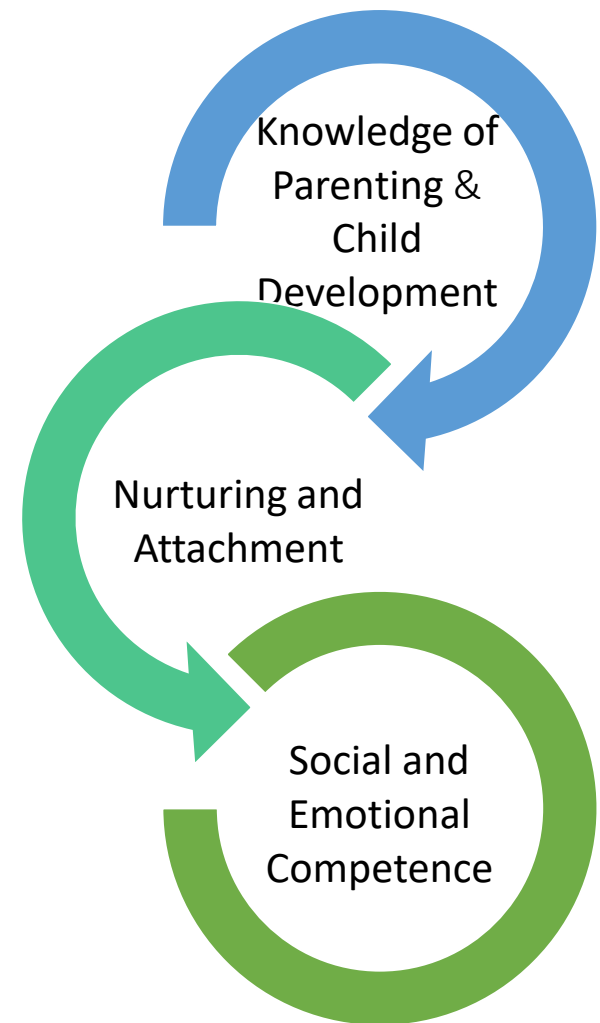 Knowledge of
Parenting &
Child
Development
Nurturing and
Attachment
Social and
Emotional
Competence